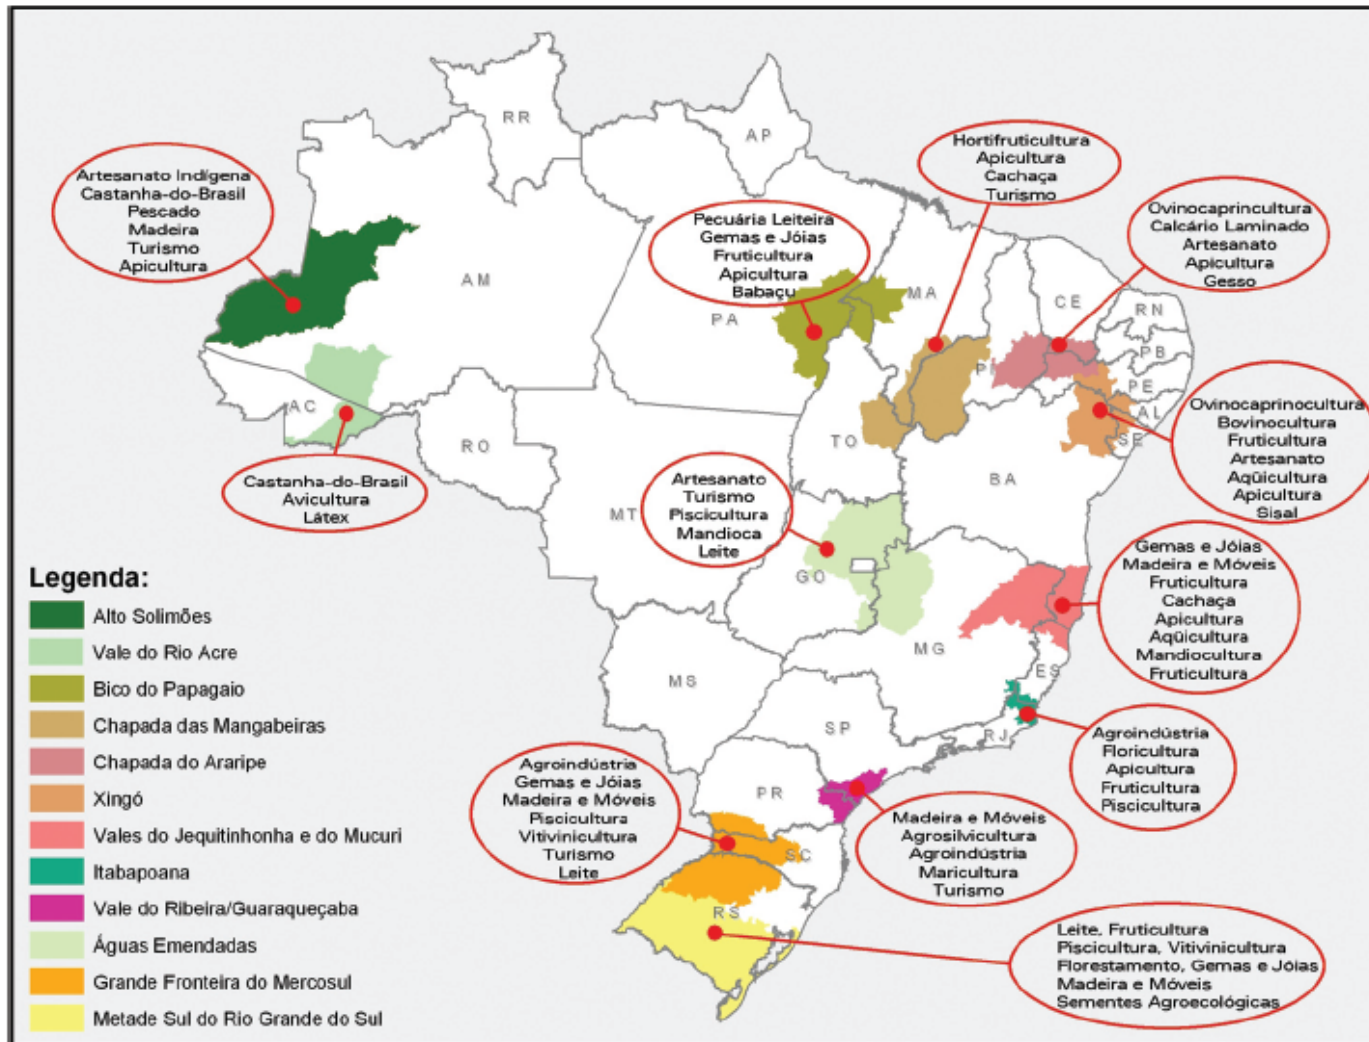 RR
AP
Artesanato Indígena
Castanha-do-Brasil
Pescado
Madeira
Turismo
Apicultura
Hortifruticultura
Apicultura
Cachaça
Turismo
Pecuária Leiteira
Gemas e Jóias
Fruticultura
Apicultura
Babaçu
Ovinocaprincultura
Calcário Laminado
Artesanato
Apicultura
Gesso
AM
PA
MA
CE
RN
PB
PE
AL
SE
PI
AC
RO
TO
BA
MT
Castanha-do-Brasil
Avicultura
Látex
Artesanato
Turismo
Piscicultura
Mandioca
Leite
Ovinocaprinocultura
Bovinocultura
Fruticultura
Artesanato
Aqüicultura
Apicultura
Sisal
GO
MG
ES
MS
SP
RJ
PR
SC
RS
Gemas e Jóias
Madeira e Móveis
Fruticultura
Cachaça
Apicultura
Aqüicultura
Mandiocultura
Fruticultura
Agroindústria
Floricultura
Apicultura
Fruticultura
Piscicultura
Agroindústria
Gemas e Jóias
Madeira e Móveis
Piscicultura
Vitivinicultura
Turismo
Leite
Madeira e Móveis
Agrosilvicultura
Agroindústria
Maricultura
Turismo
Leite, Fruticultura
Piscicultura, Vitivinicultura
Florestamento, Gemas e Jóias
Madeira e Móveis
Sementes Agroecológicas
Legenda:
Alto Solimões
Vale do Rio Acre
Bico do Papagaio
Chapada das Mangabeiras
Chapada do Araripe
Xingó
Vales do Jequitinhonha e do Mucuri
Itabapoana
Vale do Ribeira/Guaraqueçaba
Águas Emendadas
Grande Fronteira do Mercosul
Metade Sul do Rio Grande do Sul